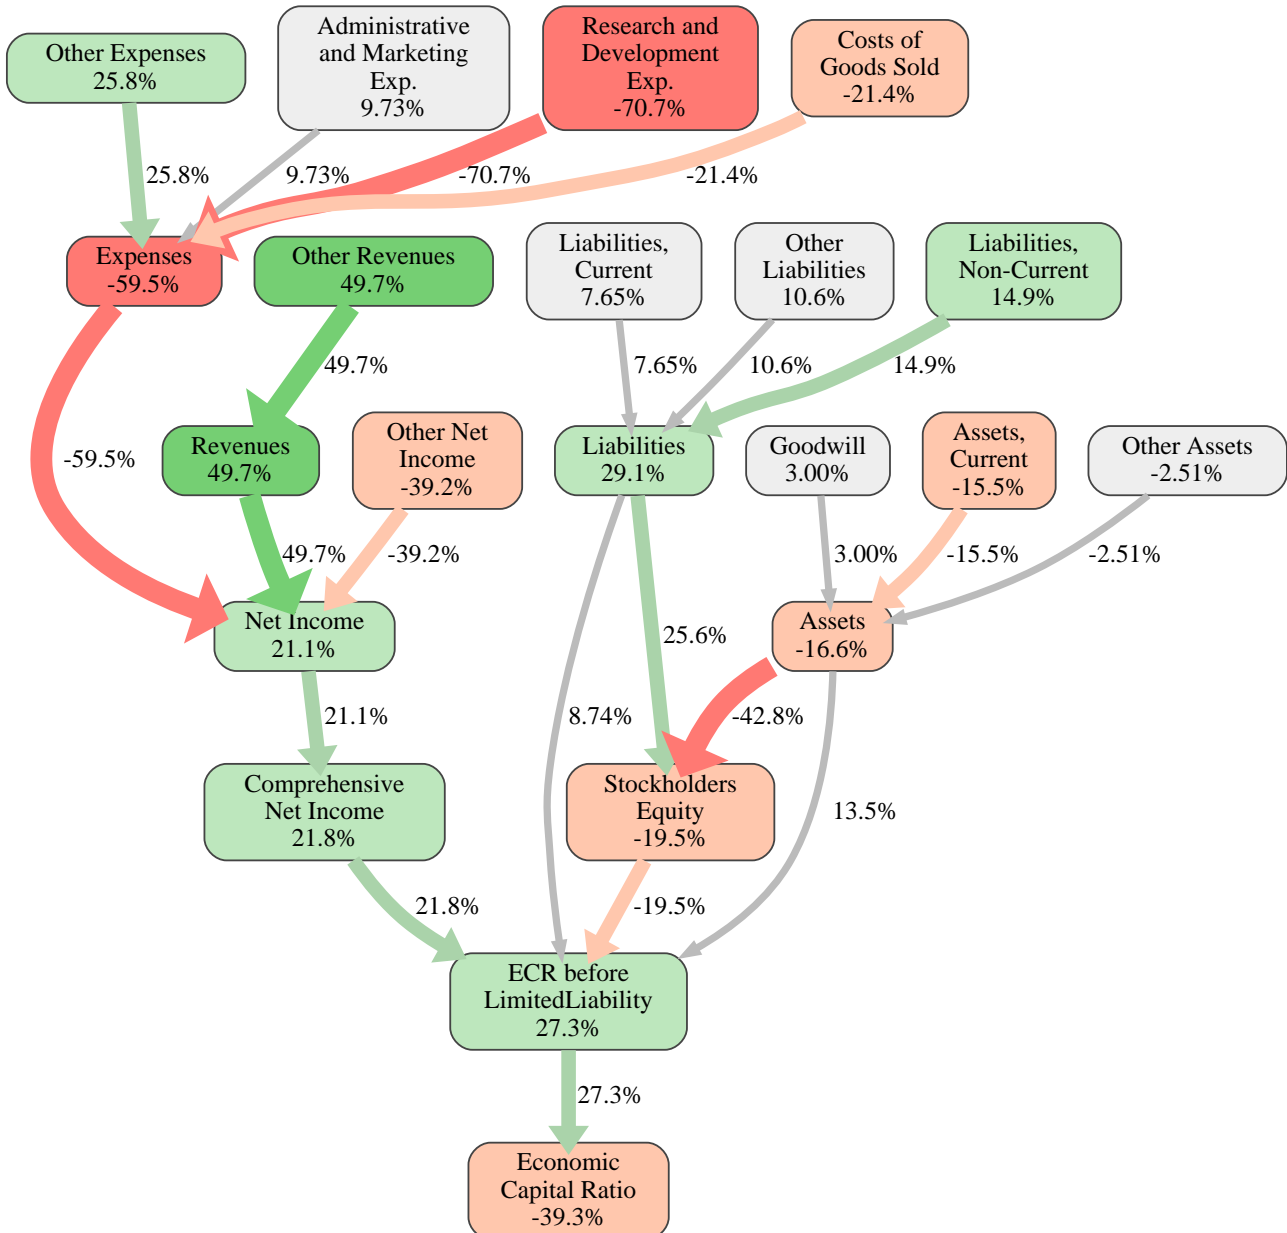 Other Expenses
25.8%
Administrative
and Marketing
Exp.
9.73%
Research and
Development
Exp.
-70.7%
Costs of
Goods Sold
-21.4%
25.8%
9.73%
-70.7%
-21.4%
Expenses
-59.5%
Other Revenues
49.7%
Liabilities,
Current
7.65%
Other
Liabilities
10.6%
Liabilities,
Non-Current
14.9%
49.7%
7.65%
10.6%
14.9%
-59.5%
Revenues
49.7%
Other Net
Income
-39.2%
Liabilities
29.1%
Goodwill
3.00%
Assets,
Current
-15.5%
Other Assets
-2.51%
49.7%
-39.2%
3.00%
-15.5%
-2.51%
Net Income
21.1%
25.6%
Assets
-16.6%
21.1%
8.74%
-42.8%
Comprehensive
Net Income
21.8%
Stockholders
Equity
-19.5%
13.5%
21.8%
-19.5%
ECR before
LimitedLiability
27.3%
27.3%
Economic
Capital Ratio
-39.3%